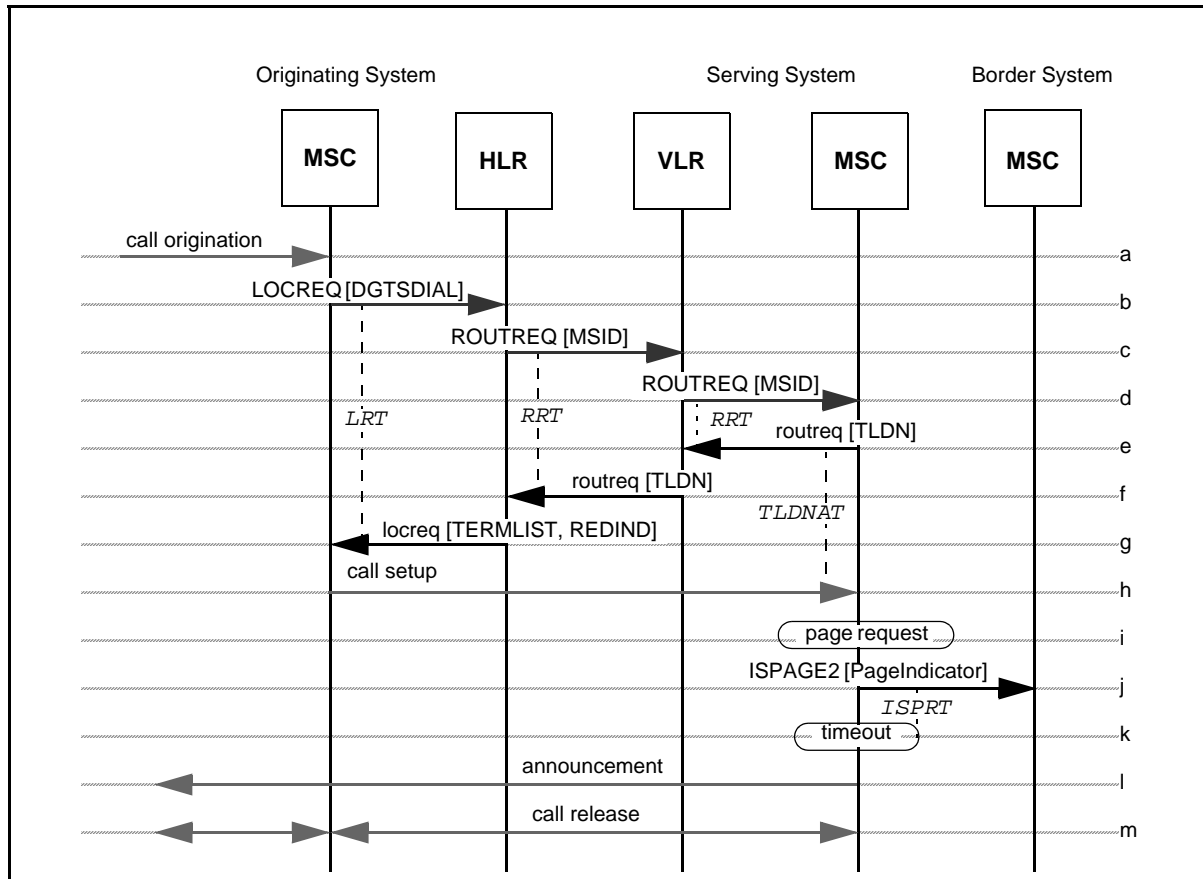 Originating System Serving System Border System
MSC HLR VLR MSC MSC
call origination a
LOCREQ [DGTSDIAL] b
ROUTREQ [MSID] c
ROUTREQ [MSID] d
LRT RRT RRT
routreq [TLDN] e
routreq [TLDN] f
TLDNAT
locreq [TERMLIST, REDIND] g
call setup h
page request i
ISPAGE2 [PageIndicator] j
ISPRT
timeout k
announcement l
call release m